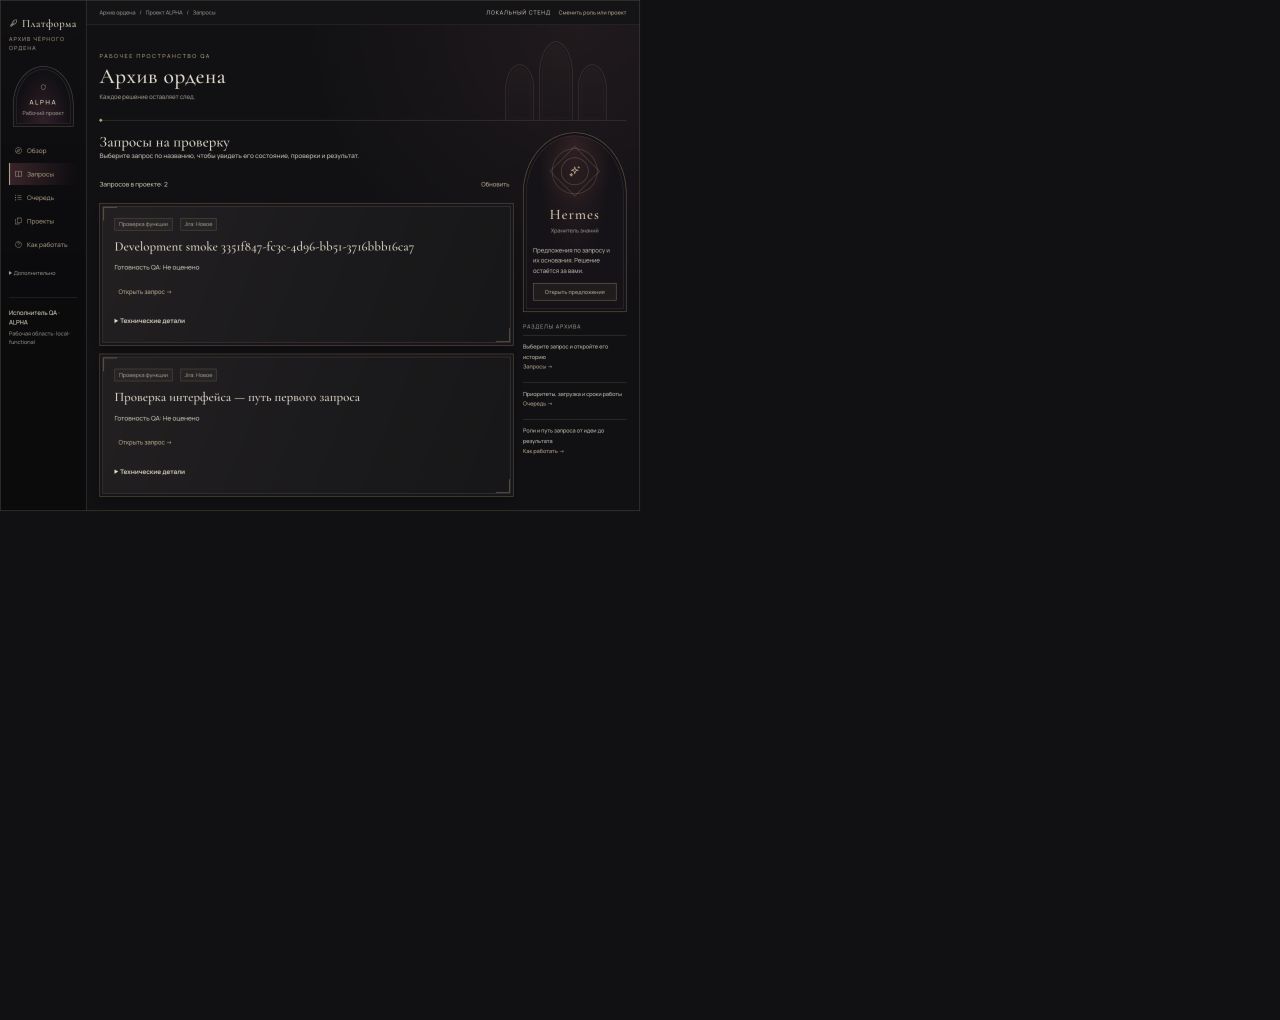 Платформа
АРХИВ ЧЁРНОГО
ОРДЕНА
ALPHA
Рабочий проект
Обзор
Запросы
Очередь
Проекты
Как работать
Дополнительно
Исполнитель QA ·
ALPHA
Рабочая область · local-
functional
Архив ордена / Проект ALPHA / Запросы
ЛОКАЛЬНЫЙ СТЕНД
Сменить роль или проект
РАБОЧЕЕ ПРОСТРАНСТВО QA
Архив ордена
Каждое решение оставляет след.
Запросы на проверку
Выберите запрос по названию, чтобы увидеть его состояние, проверки и результат.
Запросов в проекте: 2
Обновить
Проверка функции
Jira: Новое
Development smoke 3351f847-fc3c-4d96-bb51-3716bbb16ca7
Готовность QA: Не оценено
Открыть запрос →
Технические детали
Проверка функции
Jira: Новое
Проверка интерфейса — путь первого запроса
Готовность QA: Не оценено
Открыть запрос →
Технические детали
Hermes
Хранитель знаний
Предложения по запросу и
их основания. Решение
остаётся за вами.
Открыть предложения
РАЗДЕЛЫ АРХИВА
Выберите запрос и откройте его
историю
Запросы →
Приоритеты, загрузка и сроки работы
Очередь →
Роли и путь запроса от идеи до
результата
Как работать →